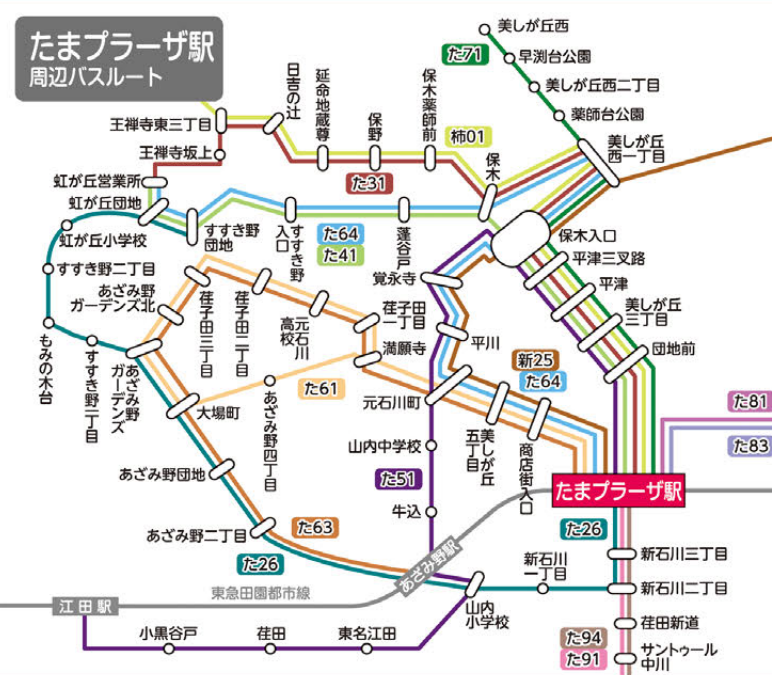 たまプラーザ駅
周辺バスルート
た71
美しが丘西
早渕台公園
美しが丘西二丁目
薬師台公園
美しが丘
西一丁目
王禅寺東三丁目
日吉の辻
延命地蔵尊
保野
保木薬師前
柿01
保木
王禅寺坂上
た31
虹が丘営業所
虹が丘団地
虹が丘小学校
すすき野
団地
すすき野
入口
た64
た41
蓬谷戸
保木入口
覚永寺
平津三叉路
平津
美しが丘
三丁目
団地前
すすき野二丁目
あざみ野
ガーデンズ北
荏子田三丁目
荏子田二丁目
元石川
高校
荏子田
一丁目
満願寺
平川
新25
た64
もみの木台
すすき野一丁目
あざみ野
ガーデンズ
大場町
た61
あざみ野四丁目
元石川町
美しが丘
五丁目
商店街入口
た81
た83
山内中学校
た51
牛込
たまプラーザ駅
あざみ野団地
あざみ野二丁目
た63
た26
た26
新石川三丁目
あざみ野駅
新石川
一丁目
新石川二丁目
東急田園都市線
江田駅
山内
小学校
荏田新道
小黒谷戸
荏田
東名江田
た94
た91
サントゥール
中川